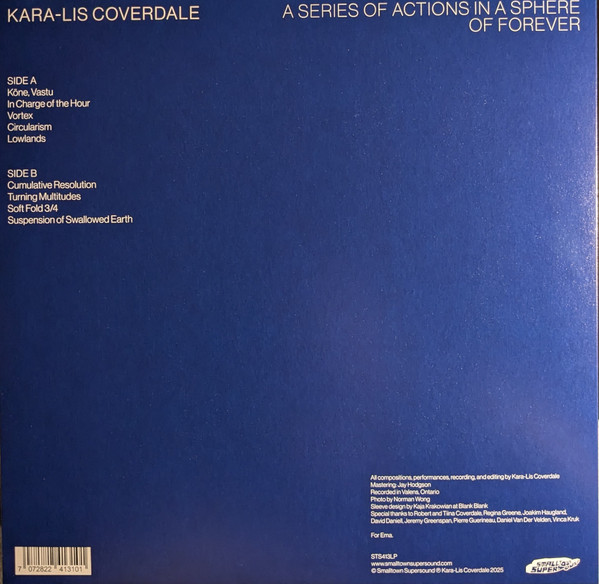 KARA-LIS COVERDALE
A SERIES OF ACTIONS IN A SPHERE
OF FOREVER
SIDE A
Kõne, Vastu
In Charge of the Hour
Vortex
Circularism
Lowlands
SIDE B
Cumulative Resolution
Turning Multitudes
Soft Fold 3/4
Suspension of Swallowed Earth
All compositions, performances, recording, and editing by Kara-Lis Coverdale
Mastering: Jay Hodgson
Recorded in Valens, Ontario
Photo by Norman Wong
Sleeve design by Kaja Krakowian at Blank Blank
Special thanks to Robert and Tiina Coverdale, Regina Greene, Joakim Haugland,
David Daniell, Jeremy Greenspan, Pierre Guerineau, Daniel Van Der Velden, Vinca Kruk
For Ema.
STS413LP
www.smalltownsupersound.com
© Smalltown Supersound ℗ Kara-Lis Coverdale 2025
7 072822 413101
SMALLTOWN
SUPERSOUND